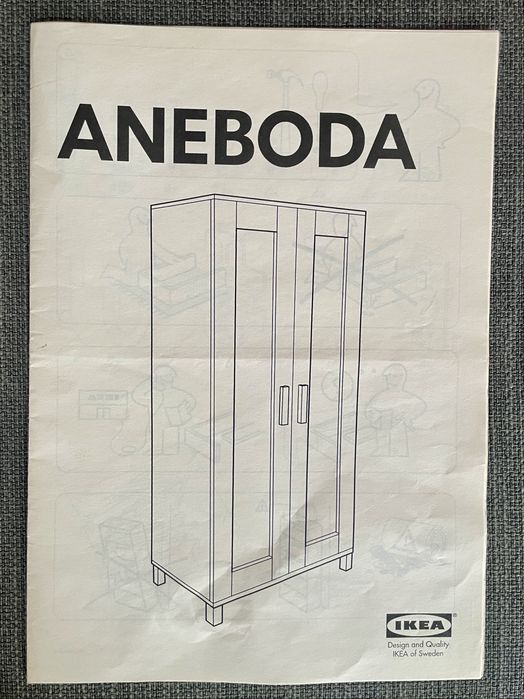 ANEBODA
IKEA®
Design and Quality
IKEA of Sweden